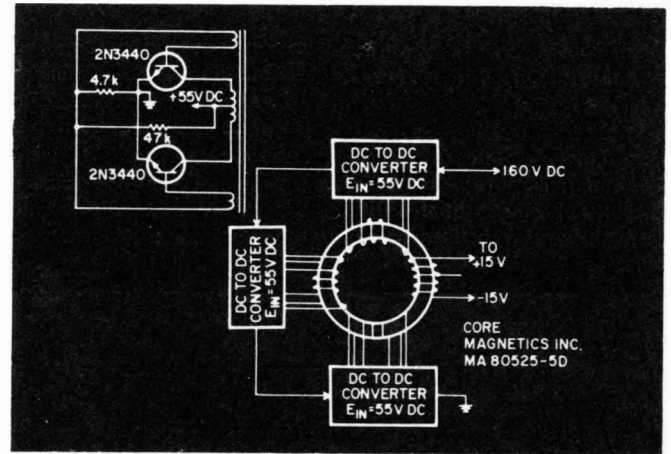 2N3440
4.7k
+55V DC
47k
2N3440
DC TO DC
CONVERTER
EIN=55V DC
160 V DC
DC TO DC
CONVERTER
EIN=55V DC
TO
+15V
-15V
CORE
MAGNETICS INC.
MA 80525-5D
DC TO DC
CONVERTER
EIN=55V DC